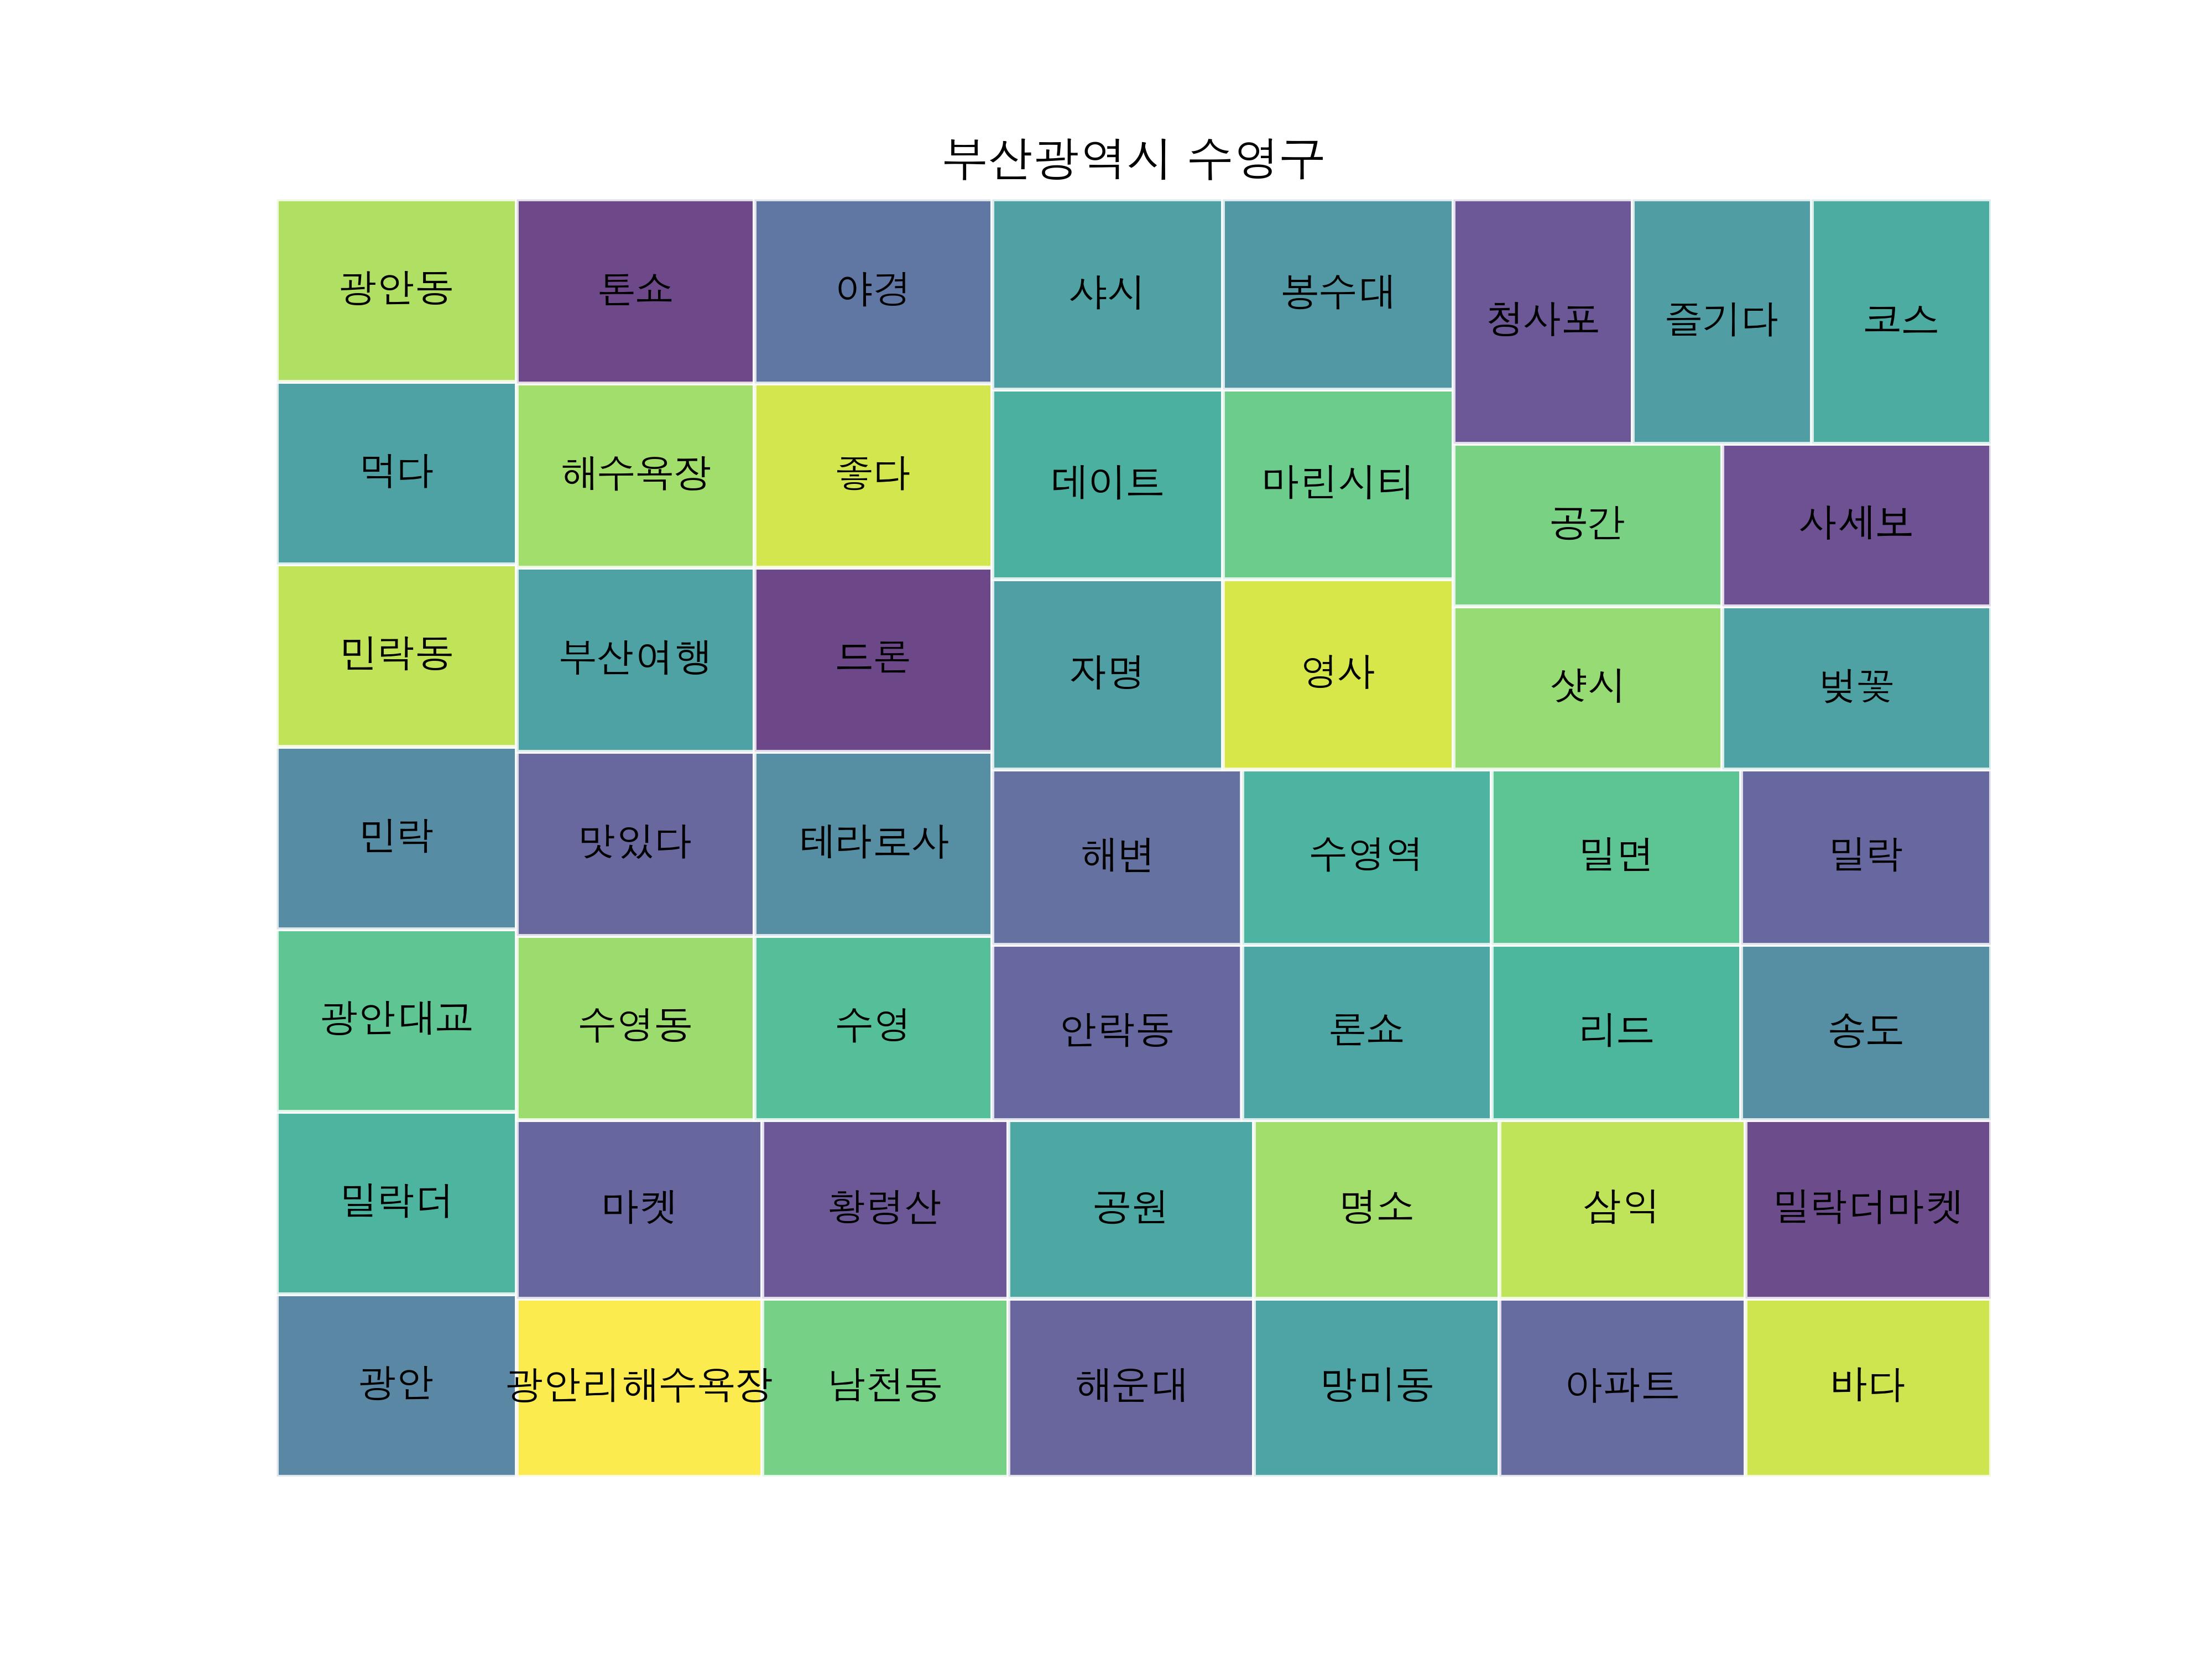 부산광역시 수영구
광안동
톤쇼
야경
샤시
봉수대
청사포
즐기다
코스
먹다
해수욕장
좋다
데이트
마린시티
공간
사세보
민락동
부산여행
드론
자명
영사
샷시
벚꽃
민락
맛있다
테라로사
해변
수영역
밀면
밀락
광안대교
수영동
수영
안락동
론쇼
리드
송도
밀락더
마켓
황령산
공원
명소
삼익
밀락더마켓
광안
광안리해수욕장
남천동
해운대
망미동
아파트
바다